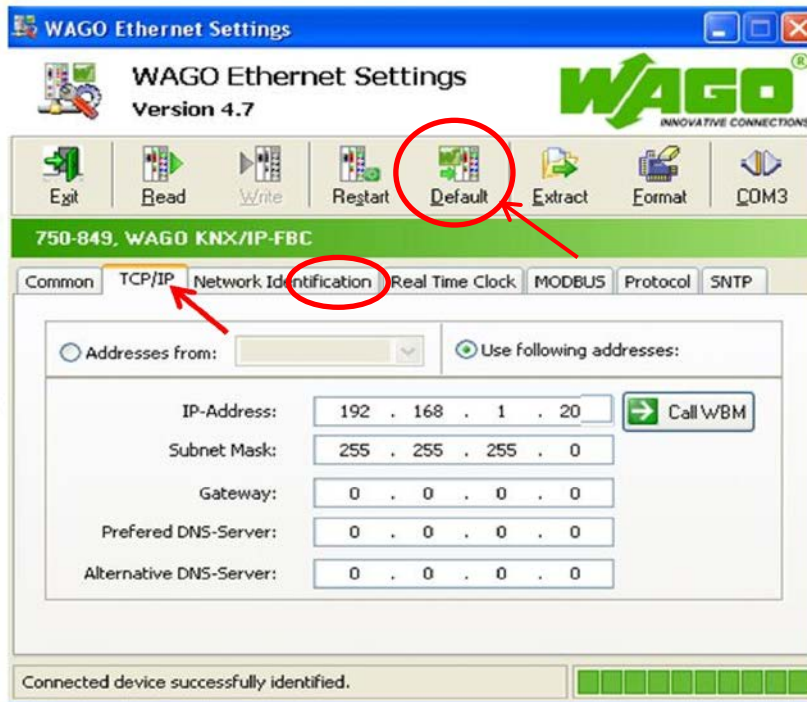 WAGO Ethernet Settings
WAGO Ethernet Settings
Version 4.7
WAGO ®
INNOVATIVE CONNECTIONS
Exit Read Write Restart Default Extract Format COM3
750-849, WAGO KNX/IP-FBC
Common TCP/IP Network Identification Real Time Clock MODBUS Protocol SNTP
Addresses from: Use following addresses:
IP-Address: 192 . 168 . 1 . 20 Call WBM
Subnet Mask: 255 . 255 . 255 . 0
Gateway: 0 . 0 . 0 . 0
Prefered DNS-Server: 0 . 0 . 0 . 0
Alternative DNS-Server: 0 . 0 . 0 . 0
Connected device successfully identified.